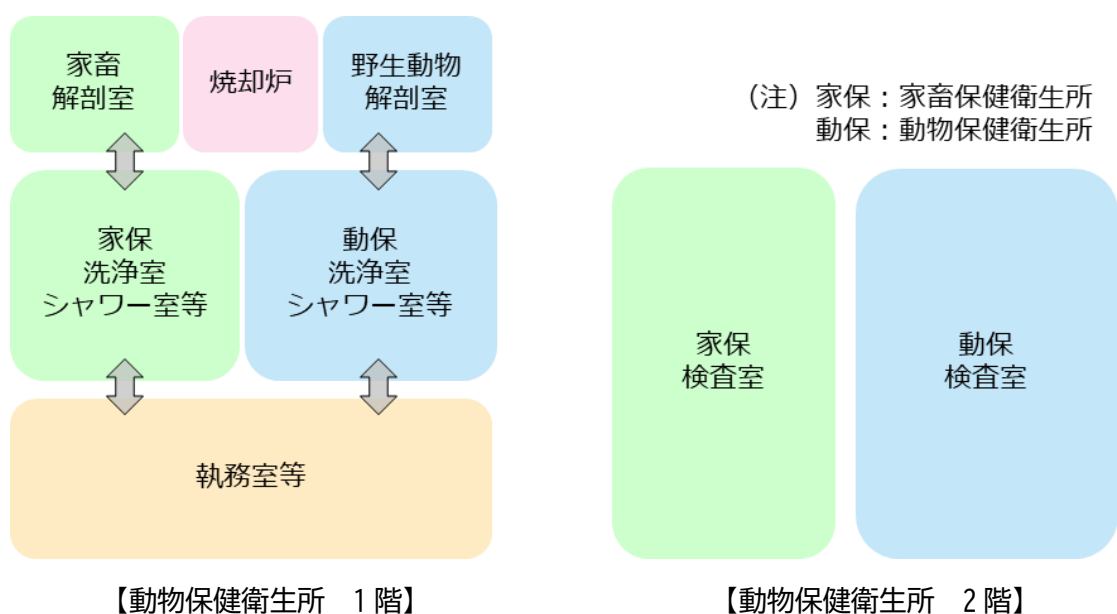 家畜
解剖室
焼却炉
野生動物
解剖室
家保
洗浄室
シャワー室等
動保
洗浄室
シャワー室等
執務室等
【動物保健衛生所　1階】
（注）家保：家畜保健衛生所
動保：動物保健衛生所
家保
検査室
動保
検査室
【動物保健衛生所　2階】